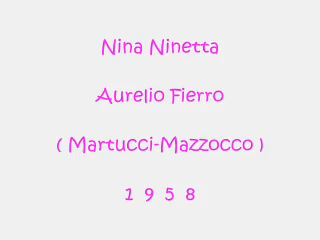 Nina Ninetta
Aurelio Fierro
( Martucci-Mazzocco )
1 9 5 8